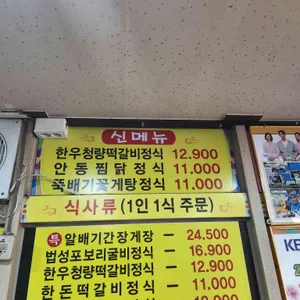 신메뉴
한우청량떡갈비정식 12.900
안동찜닭정식 11.000
뚝배기꽃게탕정식 11.000
식사류 (1인 1식 주문)
특 알배기간장게장 - 24.500
법성포보리굴비정식 - 16.900
한우청량떡갈비정식 - 12.900
한돈떡갈비정식 - 11.000